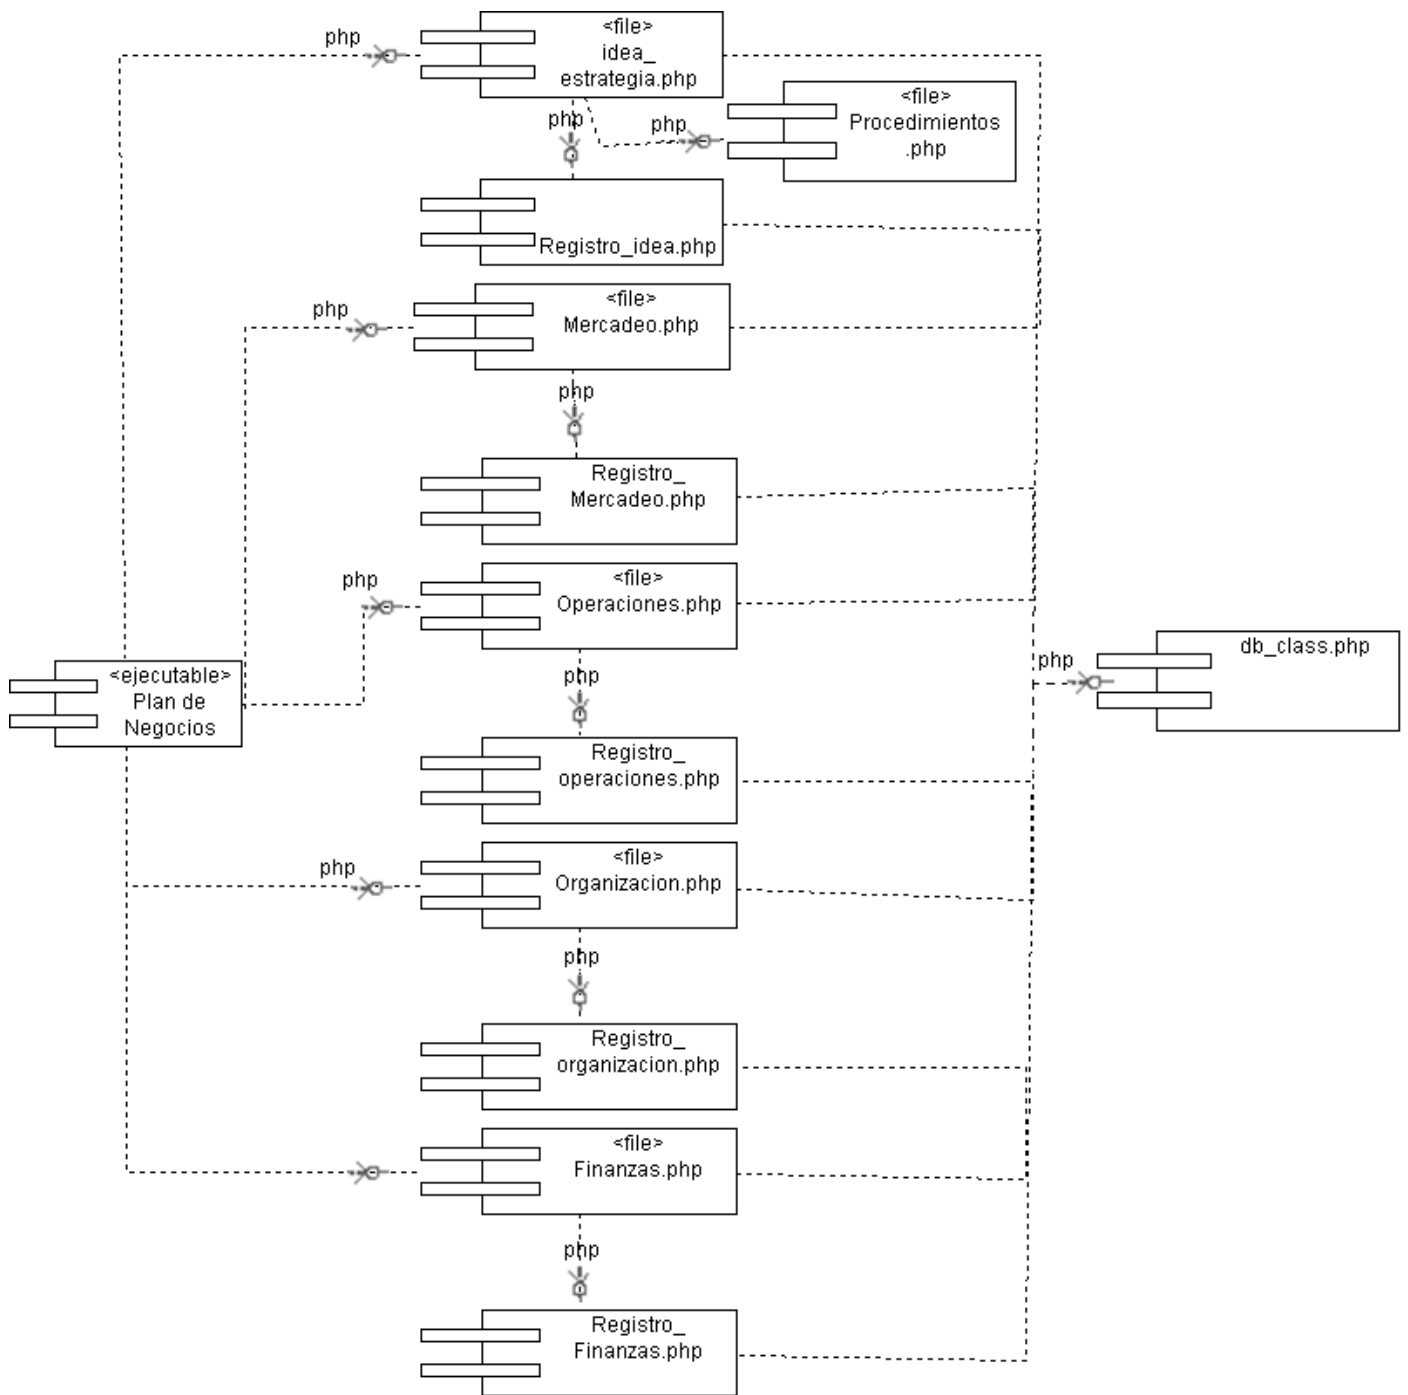 php
<file>
idea_
estrategia.php
php
php
<file>
Procedimientos
.php
Registro_idea.php
php
<file>
Mercadeo.php
php
Registro_
Mercadeo.php
php
<file>
Operaciones.php
<ejecutable>
Plan de
Negocios
php
php
db_class.php
Registro_
operaciones.php
php
<file>
Organizacion.php
php
Registro_
organizacion.php
<file>
Finanzas.php
php
Registro_
Finanzas.php